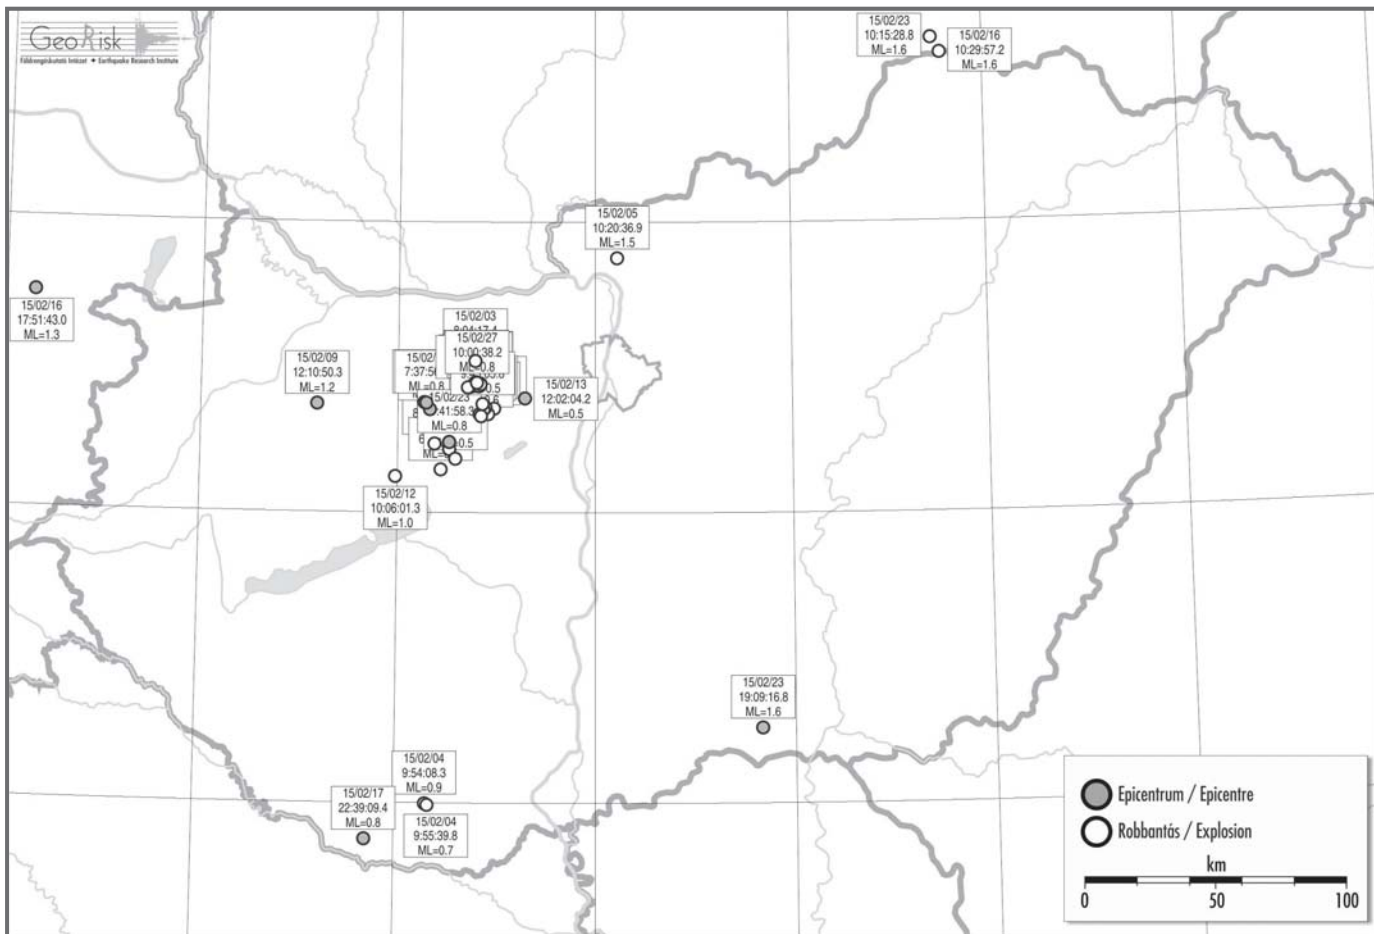 GeoRisk
Földrengéskutató Intézet ✦ Earthquake Research Institute
15/02/23
10:15:28.8
ML=1.6
15/02/16
10:29:57.2
ML=1.6
15/02/05
10:20:36.9
ML=1.5
15/02/16
17:51:43.0
ML=1.3
15/02/09
12:10:50.3
ML=1.2
15/02/03
15/02/27
10:00:38.2
ML=0.8
ML=0.8
15/02/13
12:02:04.2
ML=0.5
15/02/23
ML=0.8
15/02/12
10:06:01.3
ML=1.0
15/02/23
19:09:16.8
ML=1.6
15/02/04
9:54:08.3
ML=0.9
15/02/17
22:39:09.4
ML=0.8
15/02/04
9:55:39.8
ML=0.7
Epicentrum / Epicentre
Robbantás / Explosion
km
0 50 100